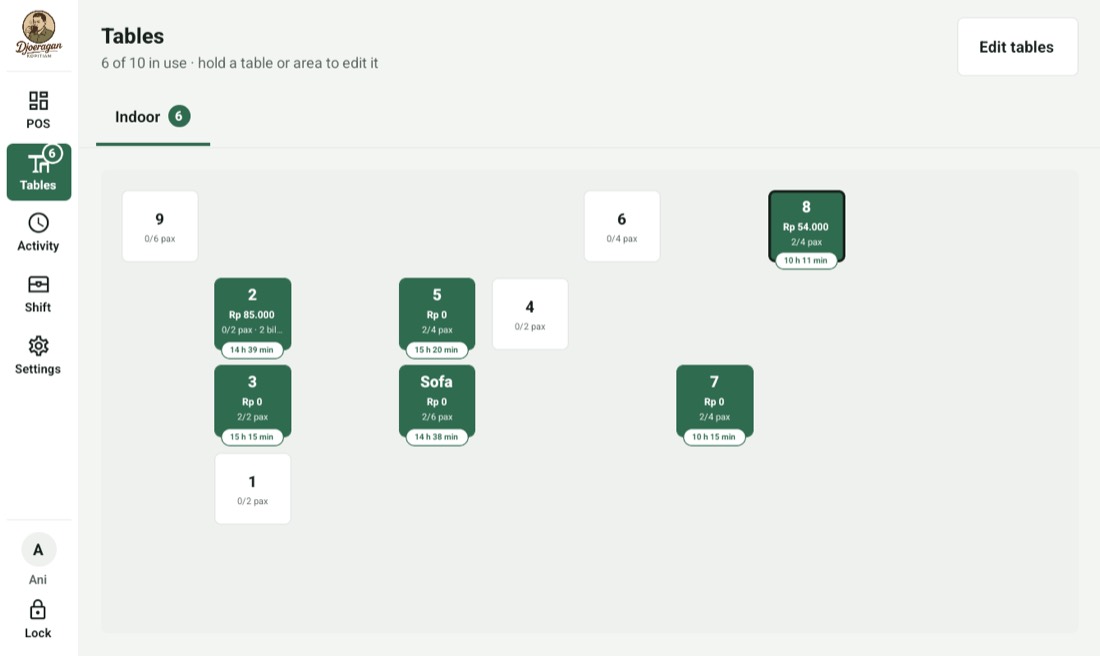 Djoeragan
KOPITIAM
POS
6
Tables
Activity
Shift
Settings
A
Ani
Lock
Tables
6 of 10 in use · hold a table or area to edit it
Edit tables
Indoor 6
9
0/6 pax
6
0/4 pax
8
Rp 54.000
2/4 pax
10 h 11 min
2
Rp 85.000
0/2 pax · 2 bil...
14 h 39 min
5
Rp 0
2/4 pax
15 h 20 min
4
0/2 pax
3
Rp 0
2/2 pax
15 h 15 min
Sofa
Rp 0
2/6 pax
14 h 38 min
7
Rp 0
2/4 pax
10 h 15 min
1
0/2 pax